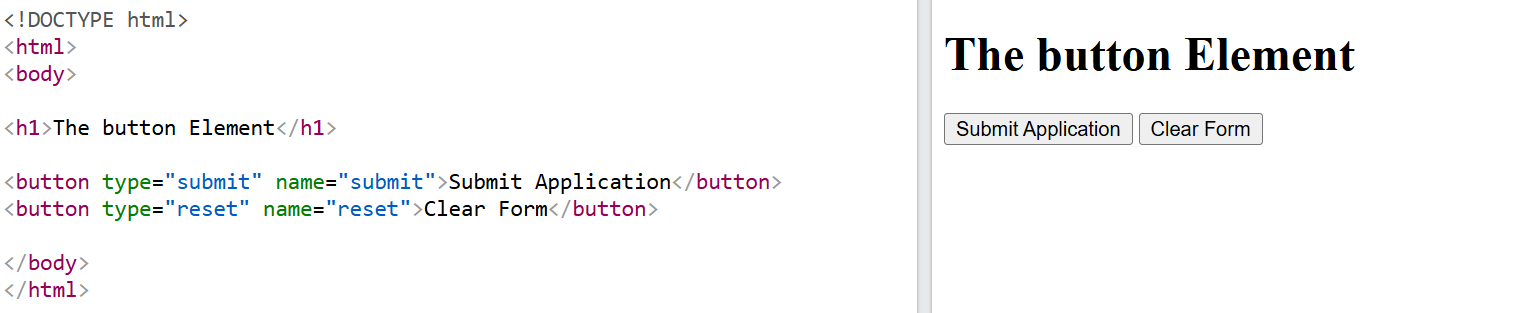 <!DOCTYPE html>
<html>
<body>
<h1>The button Element</h1>
<button type="submit" name="submit">Submit Application</button>
<button type="reset" name="reset">Clear Form</button>
</body>
</html>
The button Element
Submit Application Clear Form